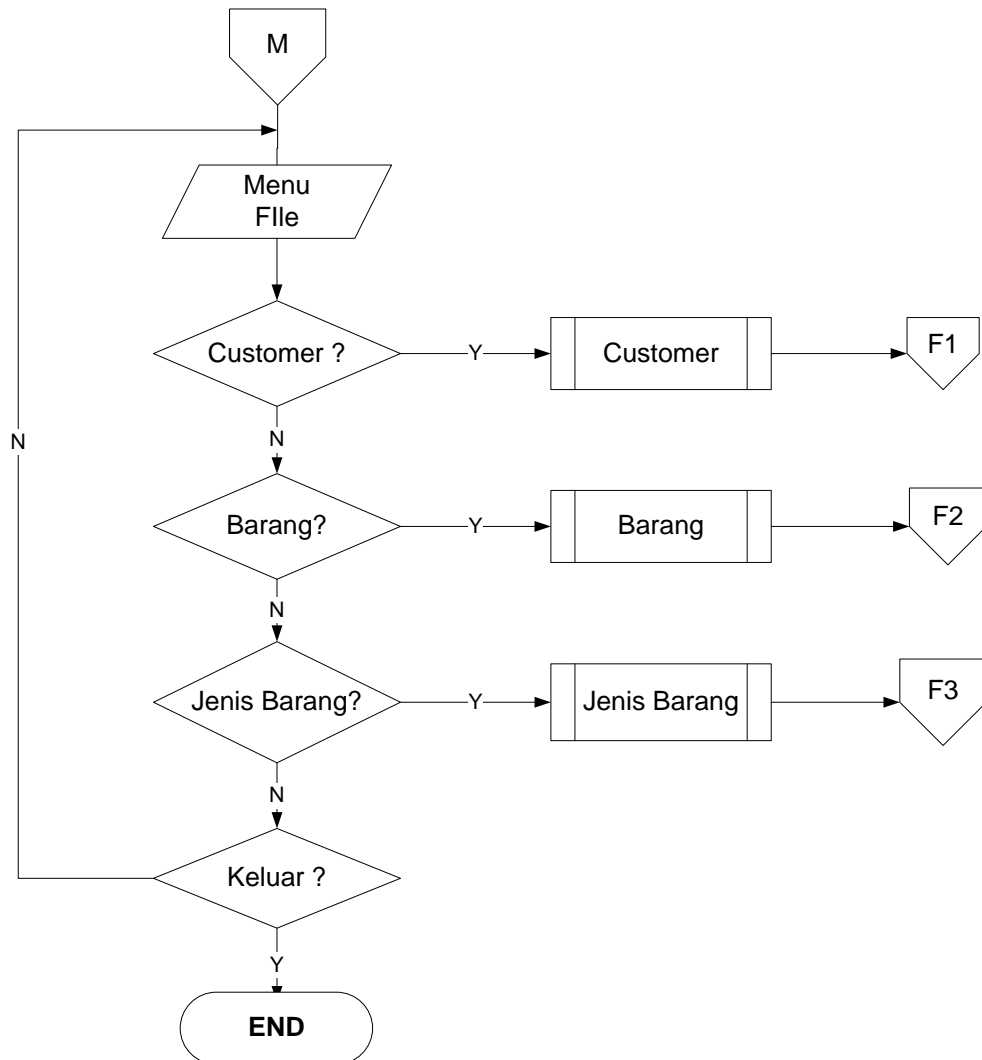 M
Menu
FIle
Customer ?
Y
Customer
F1
N
N
Barang?
Y
Barang
F2
N
Jenis Barang?
Y
Jenis Barang
F3
N
Keluar ?
Y
END